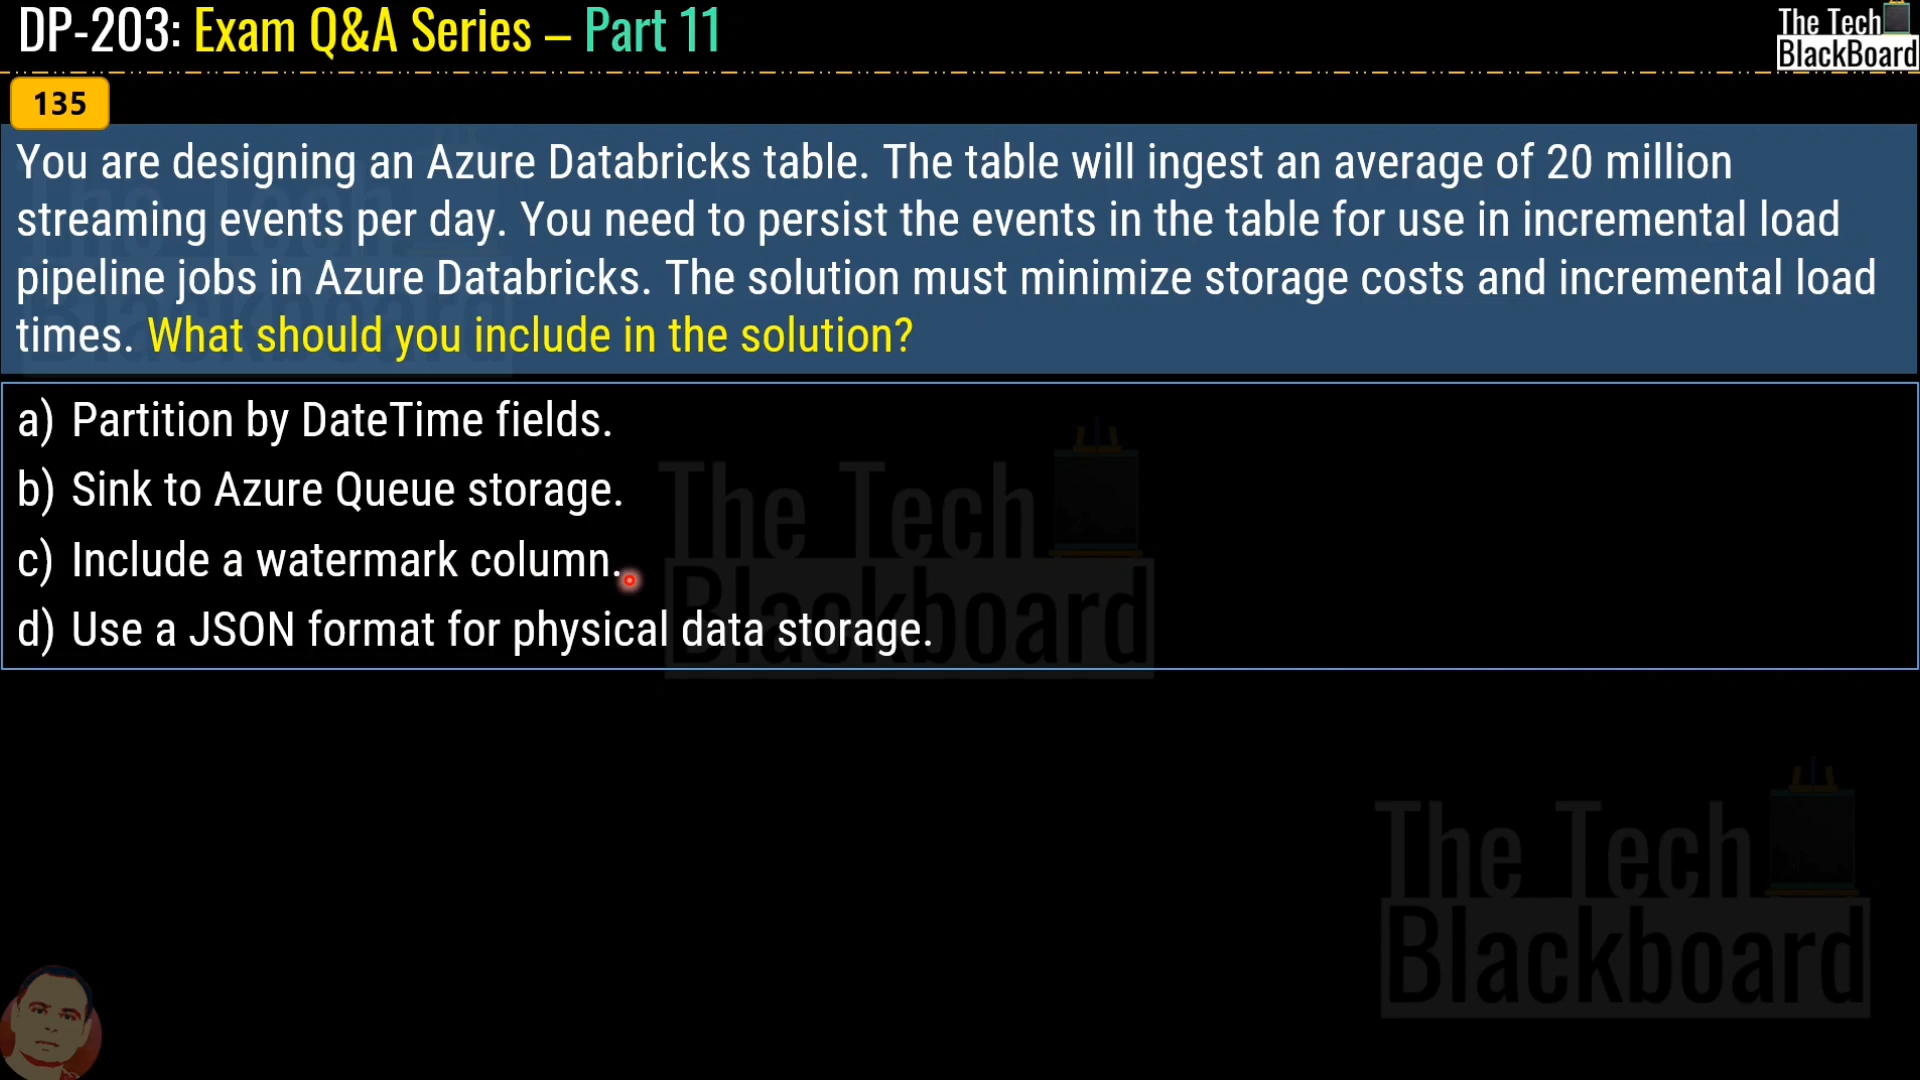 DP-203: Exam Q&A Series – Part 11
The Tech
BlackBoard
135
You are designing an Azure Databricks table. The table will ingest an average of 20 million
streaming events per day. You need to persist the events in the table for use in incremental load
pipeline jobs in Azure Databricks. The solution must minimize storage costs and incremental load
times. What should you include in the solution?
a) Partition by DateTime fields.
b) Sink to Azure Queue storage.
c) Include a watermark column.
d) Use a JSON format for physical data storage.
The Tech
Blackboard
The Tech
Blackboard
The Tech
Blackboard